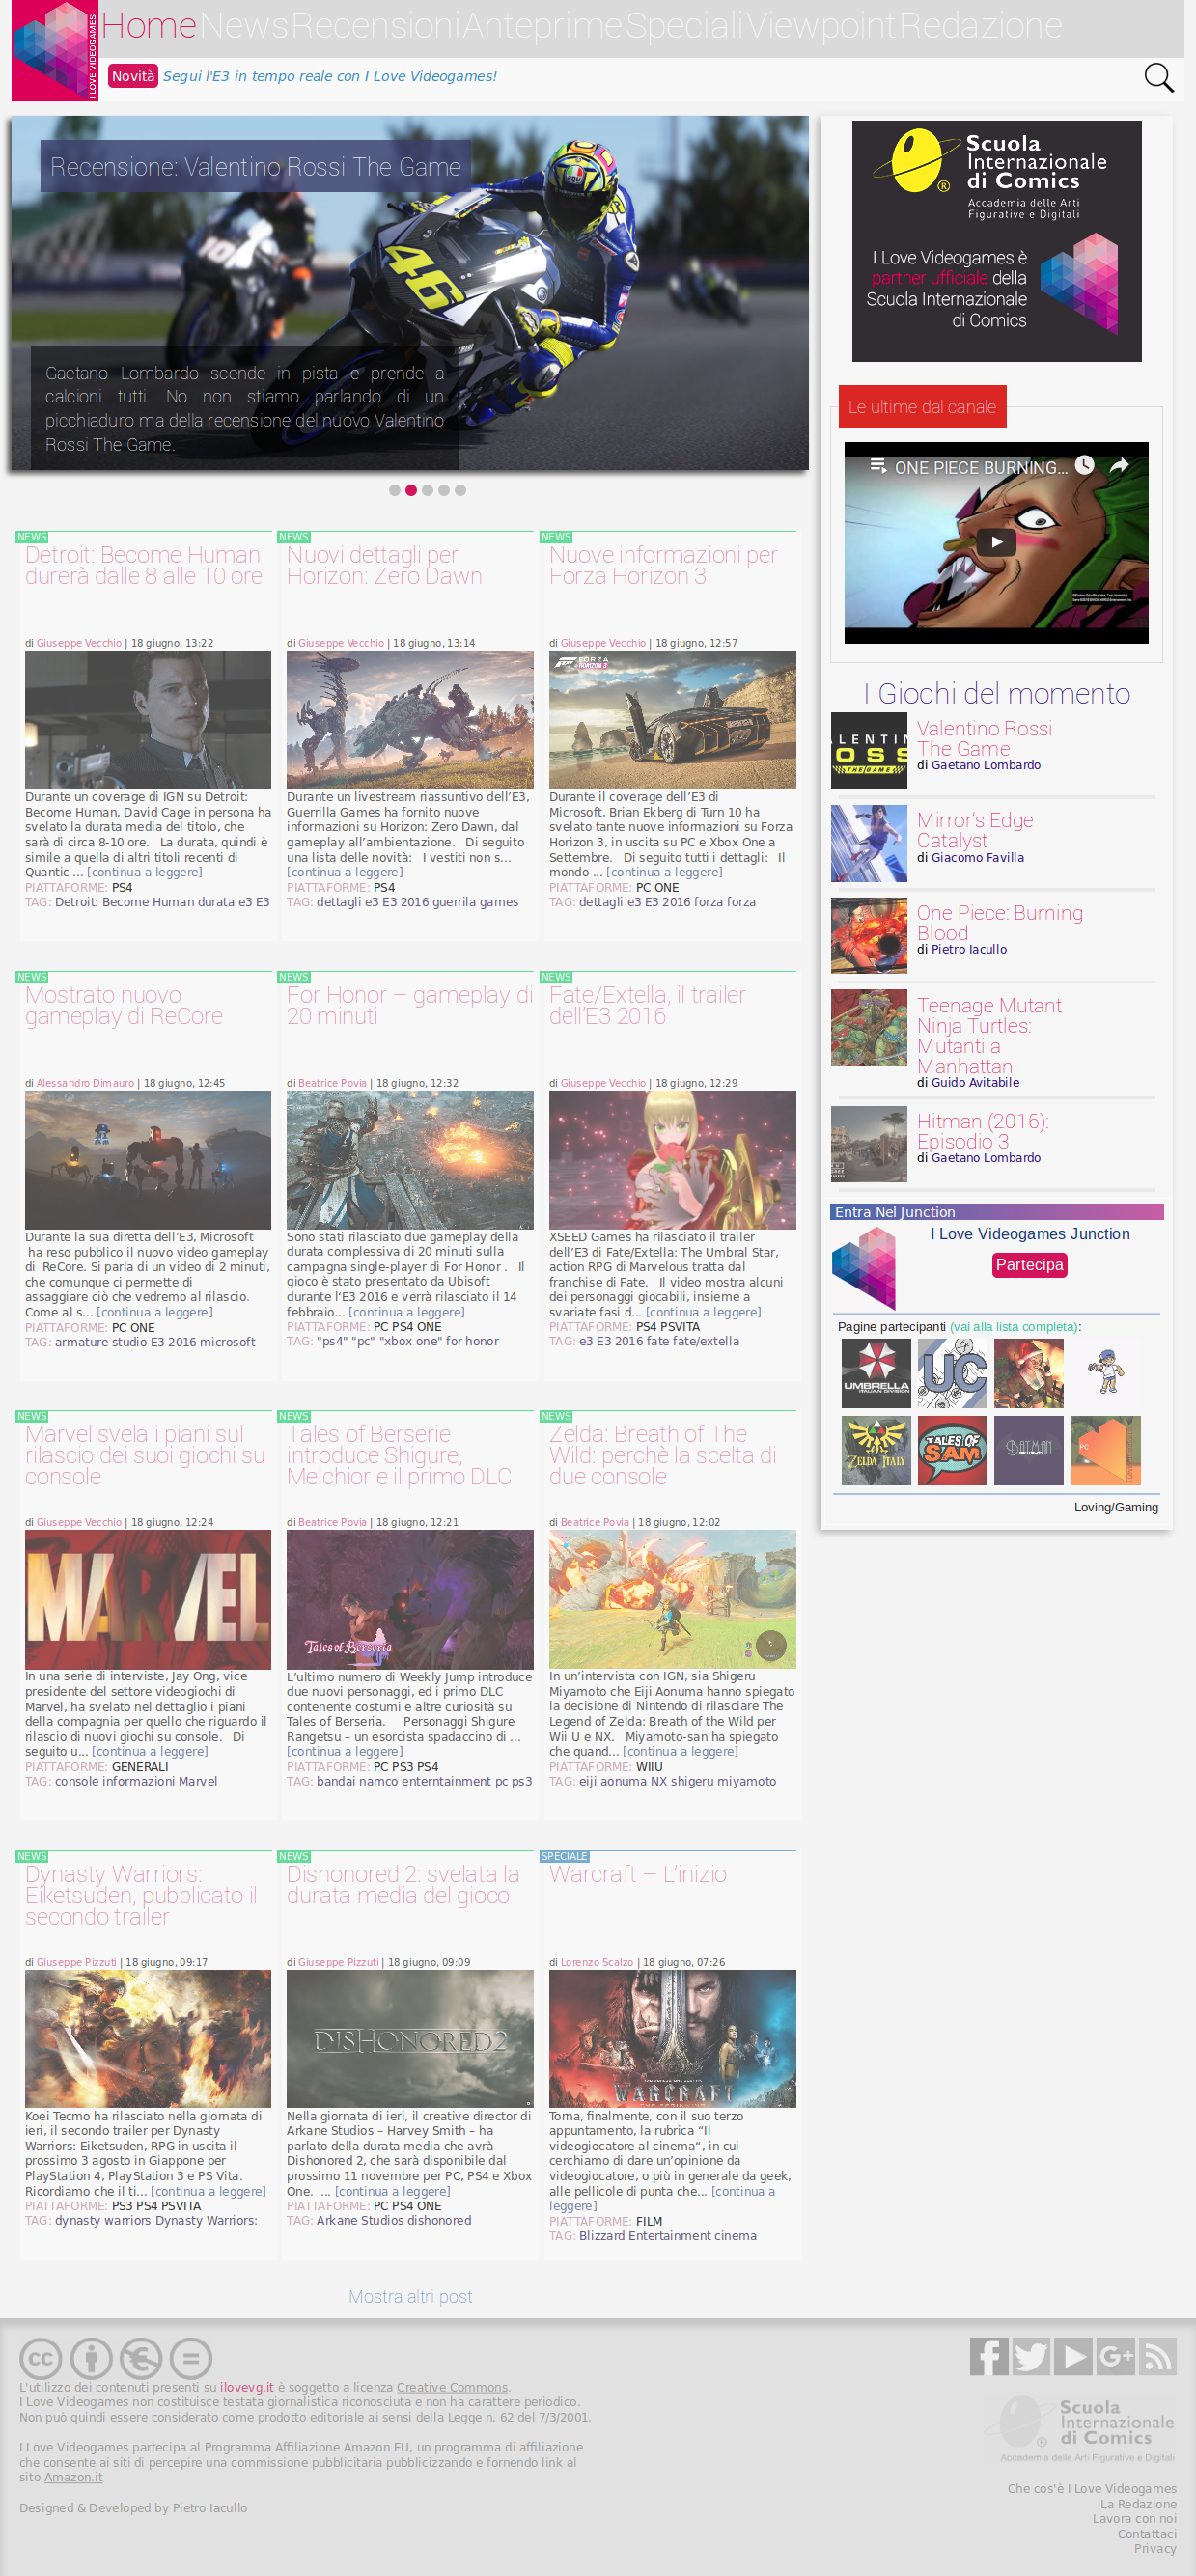 I LOVE VIDEOGAMES
Home News Recensioni Anteprime Speciali Viewpoint Redazione
Novità Segui l'E3 in tempo reale con I Love Videogames!
Recensione: Valentino Rossi The Game
46
Gaetano Lombardo scende in pista e prende a
calcioni tutti. No non stiamo parlando di un
picchiaduro ma della recensione del nuovo Valentino
Rossi The Game.
Scuola
Internazionale
di Comics
Accademia delle Arti
Figurative e Digitali
I Love Videogames è
partner ufficiale della
Scuola Internazionale
di Comics
Le ultime dal canale
ONE PIECE BURNING...
NEWS
Detroit: Become Human
durerà dalle 8 alle 10 ore
di Giuseppe Vecchio | 18 giugno, 13:22
Durante un coverage di IGN su Detroit:
Become Human, David Cage in persona ha
svelato la durata media del titolo, che
sarà di circa 8-10 ore. La durata, quindi è
simile a quella di altri titoli recenti di
Quantic ... [continua a leggere]
PIATTAFORME: PS4
TAG: Detroit: Become Human durata e3 E3
NEWS
Nuovi dettagli per
Horizon: Zero Dawn
di Giuseppe Vecchio | 18 giugno, 13:14
Durante un livestream riassuntivo dell'E3,
Guerrilla Games ha fornito nuove
informazioni su Horizon: Zero Dawn, dal
gameplay all'ambientazione. Di seguito
una lista delle novità: I vestiti non s...
[continua a leggere]
PIATTAFORME: PS4
TAG: dettagli e3 E3 2016 guerrila games
NEWS
Nuove informazioni per
Forza Horizon 3
di Giuseppe Vecchio | 18 giugno, 12:57
FORZA
HORIZON 3
Durante il coverage dell'E3 di
Microsoft, Brian Ekberg di Turn 10 ha
svelato tante nuove informazioni su Forza
Horizon 3, in uscita su PC e Xbox One a
Settembre. Di seguito tutti i dettagli: Il
mondo ... [continua a leggere]
PIATTAFORME: PC ONE
TAG: dettagli e3 E3 2016 forza forza
I Giochi del momento
Valentino Rossi
The Game
di Gaetano Lombardo
Mirror's Edge
Catalyst
di Giacomo Favilla
One Piece: Burning
Blood
di Pietro Iacullo
Teenage Mutant
Ninja Turtles:
Mutanti a
Manhattan
di Guido Avitabile
Hitman (2016):
Episodio 3
di Gaetano Lombardo
NEWS
Mostrato nuovo
gameplay di ReCore
di Alessandro Dimauro | 18 giugno, 12:45
Durante la sua diretta dell'E3, Microsoft
ha reso pubblico il nuovo video gameplay
di ReCore. Si parla di un video di 2 minuti,
che comunque ci permette di
assaggiare ciò che vedremo al rilascio.
Come al s... [continua a leggere]
PIATTAFORME: PC ONE
TAG: armature studio E3 2016 microsoft
NEWS
For Honor – gameplay di
20 minuti
di Beatrice Povia | 18 giugno, 12:32
Sono stati rilasciato due gameplay della
durata complessiva di 20 minuti sulla
campagna single-player di For Honor . Il
gioco è stato presentato da Ubisoft
durante l'E3 2016 e verrà rilasciato il 14
febbraio... [continua a leggere]
PIATTAFORME: PC PS4 ONE
TAG: "ps4" "pc" "xbox one" for honor
NEWS
Fate/Extella, il trailer
dell'E3 2016
di Giuseppe Vecchio | 18 giugno, 12:29
XSEED Games ha rilasciato il trailer
dell'E3 di Fate/Extella: The Umbral Star,
action RPG di Marvelous tratta dal
franchise di Fate. Il video mostra alcuni
dei personaggi giocabili, insieme a
svariate fasi d... [continua a leggere]
PIATTAFORME: PS4 PSVITA
TAG: e3 E3 2016 fate fate/extella
Entra Nel Junction
I Love Videogames Junction
Partecipa
Pagine partecipanti (vai alla lista completa):
UMBRELLA
ITALIAN DIVISION
UC
ZELDA ITALY
TALES OF
SAM
BATMAN
PC
Loving/Gaming
NEWS
Marvel svela i piani sul
rilascio dei suoi giochi su
console
di Giuseppe Vecchio | 18 giugno, 12:24
MARVEL
In una serie di interviste, Jay Ong, vice
presidente del settore videogiochi di
Marvel, ha svelato nel dettaglio i piani
della compagnia per quello che riguardo il
rilascio di nuovi giochi su console. Di
seguito u... [continua a leggere]
PIATTAFORME: GENERALI
TAG: console informazioni Marvel
NEWS
Tales of Berserie
introduce Shigure,
Melchior e il primo DLC
di Beatrice Povia | 18 giugno, 12:21
Tales of Berseria
L'ultimo numero di Weekly Jump introduce
due nuovi personaggi, ed i primo DLC
contenente costumi e altre curiosità su
Tales of Berseria. Personaggi Shigure
Rangetsu – un esorcista spadaccino di ...
[continua a leggere]
PIATTAFORME: PC PS3 PS4
TAG: bandai namco enterntainment pc ps3
NEWS
Zelda: Breath of The
Wild: perchè la scelta di
due console
di Beatrice Povia | 18 giugno, 12:02
In un'intervista con IGN, sia Shigeru
Miyamoto che Eiji Aonuma hanno spiegato
la decisione di Nintendo di rilasciare The
Legend of Zelda: Breath of the Wild per
Wii U e NX. Miyamoto-san ha spiegato
che quand... [continua a leggere]
PIATTAFORME: WIIU
TAG: eiji aonuma NX shigeru miyamoto
NEWS
Dynasty Warriors:
Eiketsuden, pubblicato il
secondo trailer
di Giuseppe Pizzuti | 18 giugno, 09:17
Koei Tecmo ha rilasciato nella giornata di
ieri, il secondo trailer per Dynasty
Warriors: Eiketsuden, RPG in uscita il
prossimo 3 agosto in Giappone per
PlayStation 4, PlayStation 3 e PS Vita.
Ricordiamo che il ti... [continua a leggere]
PIATTAFORME: PS3 PS4 PSVITA
TAG: dynasty warriors Dynasty Warriors:
NEWS
Dishonored 2: svelata la
durata media del gioco
di Giuseppe Pizzuti | 18 giugno, 09:09
DISHONORED 2
Nella giornata di ieri, il creative director di
Arkane Studios – Harvey Smith – ha
parlato della durata media che avrà
Dishonored 2, che sarà disponibile dal
prossimo 11 novembre per PC, PS4 e Xbox
One. ... [continua a leggere]
PIATTAFORME: PC PS4 ONE
TAG: Arkane Studios dishonored
SPECIALE
Warcraft – L'inizio
di Lorenzo Scalzo | 18 giugno, 07:26
WARCRAFT
Torna, finalmente, con il suo terzo
appuntamento, la rubrica "Il
videogiocatore al cinema", in cui
cerchiamo di dare un'opinione da
videogiocatore, o più in generale da geek,
alle pellicole di punta che... [continua a
leggere]
PIATTAFORME: FILM
TAG: Blizzard Entertainment cinema
Mostra altri post
L'utilizzo dei contenuti presenti su ilovevg.it è soggetto a licenza Creative Commons.
I Love Videogames non costituisce testata giornalistica riconosciuta e non ha carattere periodico.
Non può quindi essere considerato come prodotto editoriale ai sensi della Legge n. 62 del 7/3/2001.
I Love Videogames partecipa al Programma Affiliazione Amazon EU, un programma di affiliazione
che consente ai siti di percepire una commissione pubblicitaria pubblicizzando e fornendo link al
sito Amazon.it
Designed & Developed by Pietro Iacullo
Scuola
Internazionale
di Comics
Accademia delle Arti Figurative e Digitali
Che cos'è I Love Videogames
La Redazione
Lavora con noi
Contattaci
Privacy